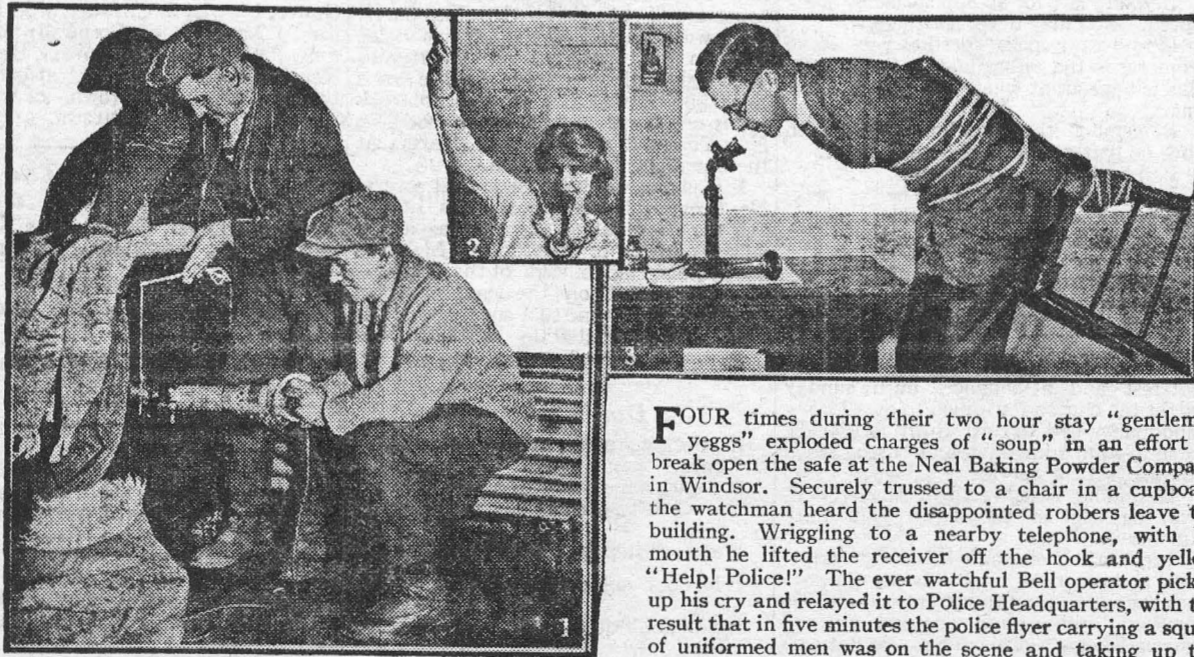 2
3
1
FOUR times during their two hour stay "gentlem
yeggs" exploded charges of "soup" in an effort
break open the safe at the Neal Baking Powder Compa
in Windsor. Securely trussed to a chair in a cupboa
the watchman heard the disappointed robbers leave t
building. Wriggling to a nearby telephone, with
mouth he lifted the receiver off the hook and yelle
"Help! Police!" The ever watchful Bell operator pick
up his cry and relayed it to Police Headquarters, with t
result that in five minutes the police flyer carrying a squ
of uniformed men was on the scene and taking up t